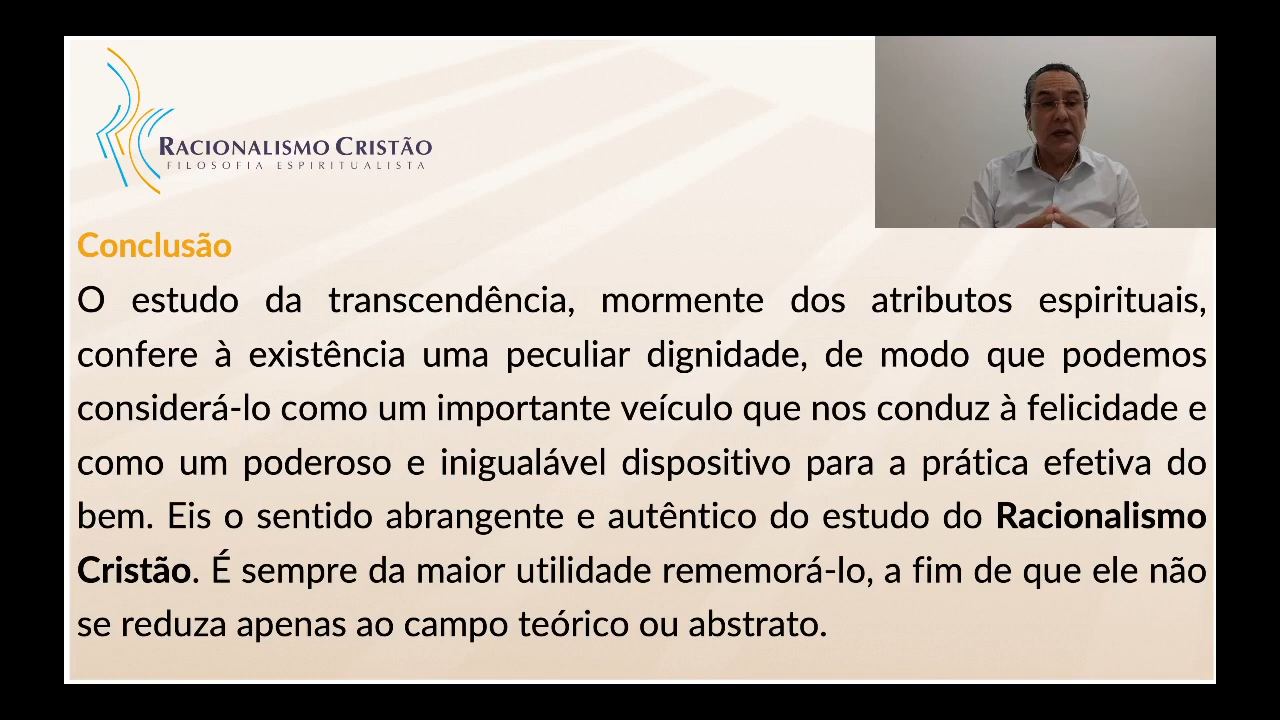 RACIONALISMO CRISTÃO
FILOSOFIA ESPIRITUALISTA
Conclusão
O estudo da transcendência, mormente dos atributos espirituais,
confere à existência uma peculiar dignidade, de modo que podemos
considerá-lo como um importante veículo que nos conduz à felicidade e
como um poderoso e inigualável dispositivo para a prática efetiva do
bem. Eis o sentido abrangente e autêntico do estudo do Racionalismo
Cristão. É sempre da maior utilidade rememorá-lo, a fim de que ele não
se reduza apenas ao campo teórico ou abstrato.